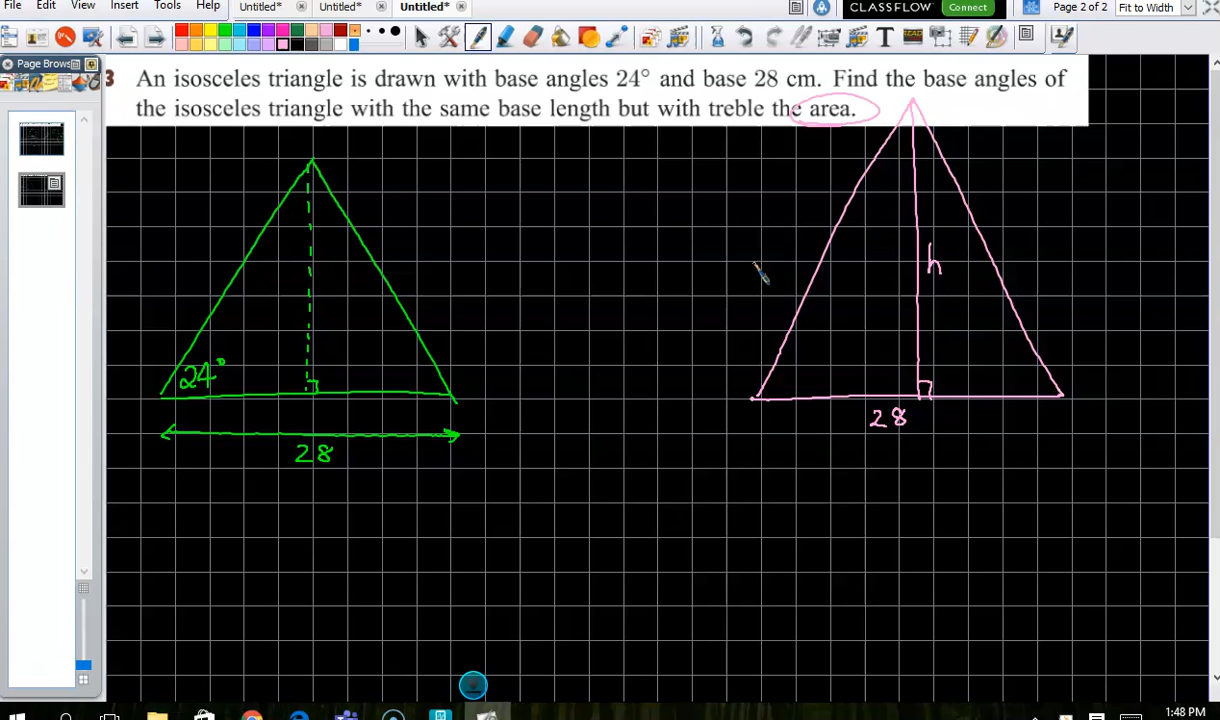 File Edit View Insert Tools Help Untitled* Untitled* Untitled* CLASSFLOW Connect Page 2 of 2 Fit to Width
Page Brows
3 An isosceles triangle is drawn with base angles 24° and base 28 cm. Find the base angles of
the isosceles triangle with the same base length but with treble the area.
h
24°
28
28
1:48 PM